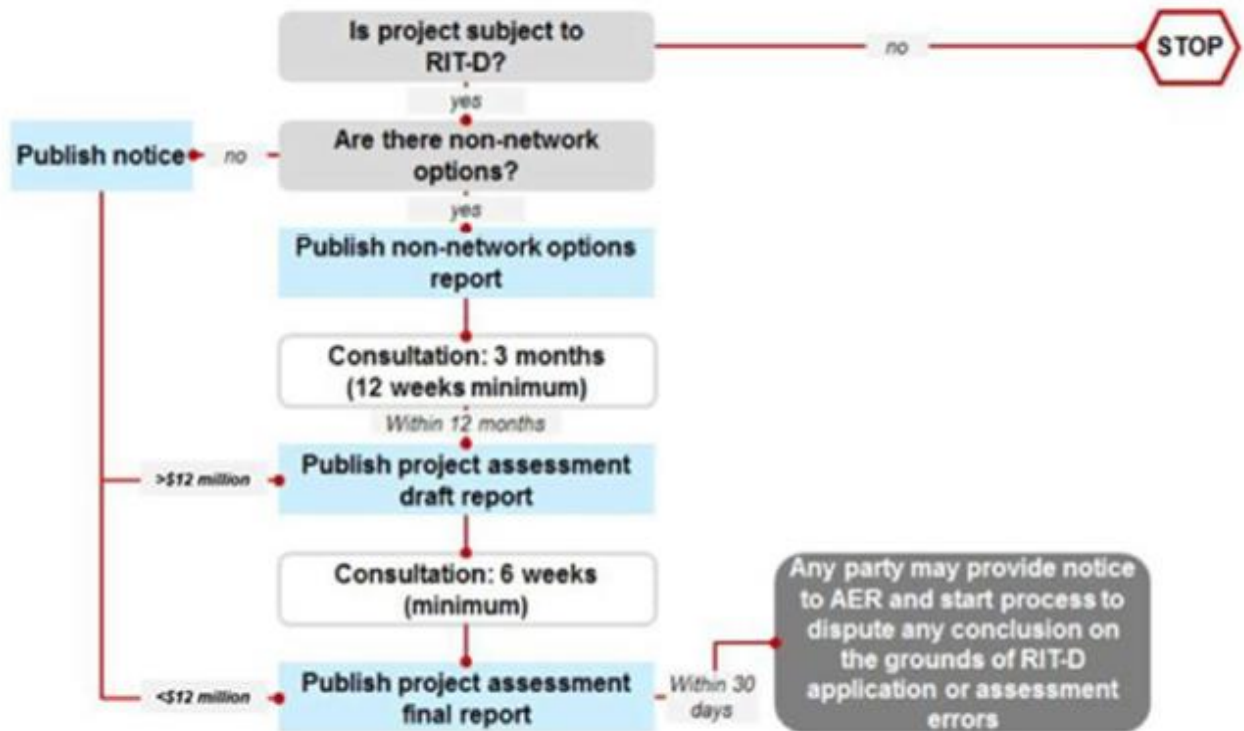 Is project subject to
RIT-D?
no
STOP
yes
Are there non-network
options?
no
Publish notice
yes
Publish non-network options
report
Consultation: 3 months
(12 weeks minimum)
Within 12 months
>$12 million
Publish project assessment
draft report
Consultation: 6 weeks
(minimum)
<$12 million
Publish project assessment
final report
Within 30
days
Any party may provide notice
to AER and start process to
dispute any conclusion on
the grounds of RIT-D
application or assessment
errors